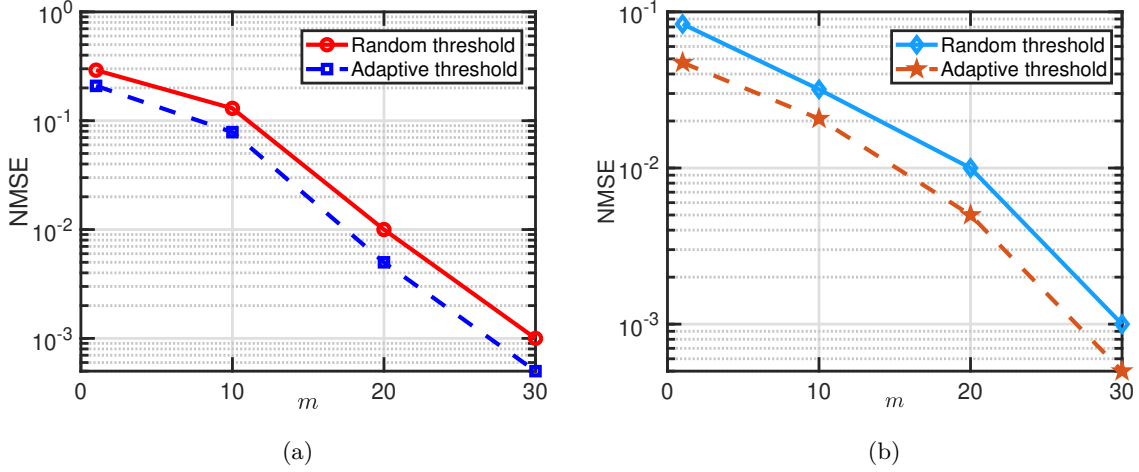 10^0
10^-1
10^-2
10^-3
NMSE
0
10
20
30
m
Random threshold
Adaptive threshold
(a)
10^-1
10^-2
10^-3
NMSE
0
10
20
30
m
Random threshold
Adaptive threshold
(b)